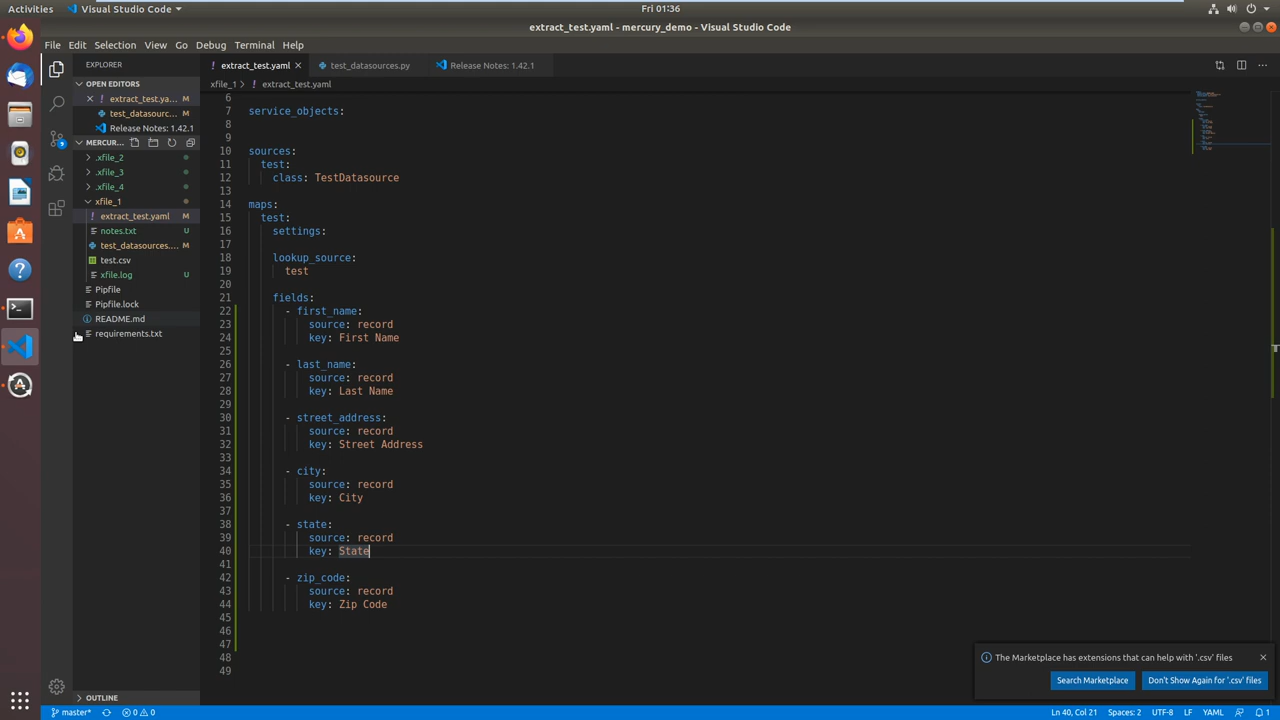 Activities
Visual Studio Code
Fri 01:36
extract_test.yaml - mercury_demo - Visual Studio Code
File Edit Selection View Go Debug Terminal Help
EXPLORER
OPEN EDITORS
extract_test.ya... M
test_datasourc... M
Release Notes: 1.42.1
MERCUR...
.xfile_2
.xfile_3
.xfile_4
xfile_1
! extract_test.yaml M
notes.txt U
test_datasources.... M
test.csv
xfile.log U
Pipfile
Pipfile.lock
README.md
requirements.txt
OUTLINE
9
! extract_test.yaml
test_datasources.py
Release Notes: 1.42.1
xfile_1 > ! extract_test.yaml
6
7 service_objects:
8
9
10 sources:
11 test:
12 class: TestDatasource
13
14 maps:
15 test:
16 settings:
17
18 lookup_source:
19 test
20
21 fields:
22 - first_name:
23 source: record
24 key: First Name
25
26 - last_name:
27 source: record
28 key: Last Name
29
30 - street_address:
31 source: record
32 key: Street Address
33
34 - city:
35 source: record
36 key: City
37
38 - state:
39 source: record
40 key: State
41
42 - zip_code:
43 source: record
44 key: Zip Code
45
46
47
48
49
The Marketplace has extensions that can help with '.csv' files
Search Marketplace
Don't Show Again for '.csv' files
master*
0 0
Ln 40, Col 21
Spaces: 2
UTF-8
LF
YAML
1